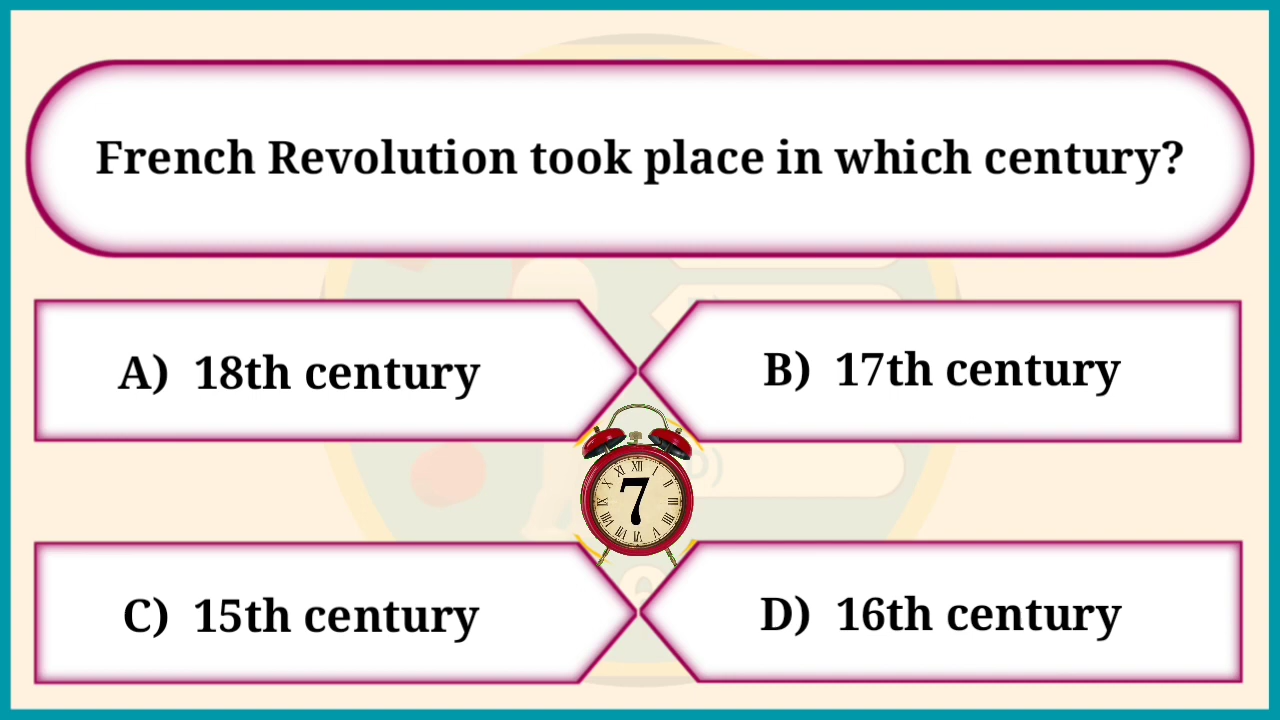 French Revolution took place in which century?
A) 18th century
B) 17th century
7
C) 15th century
D) 16th century